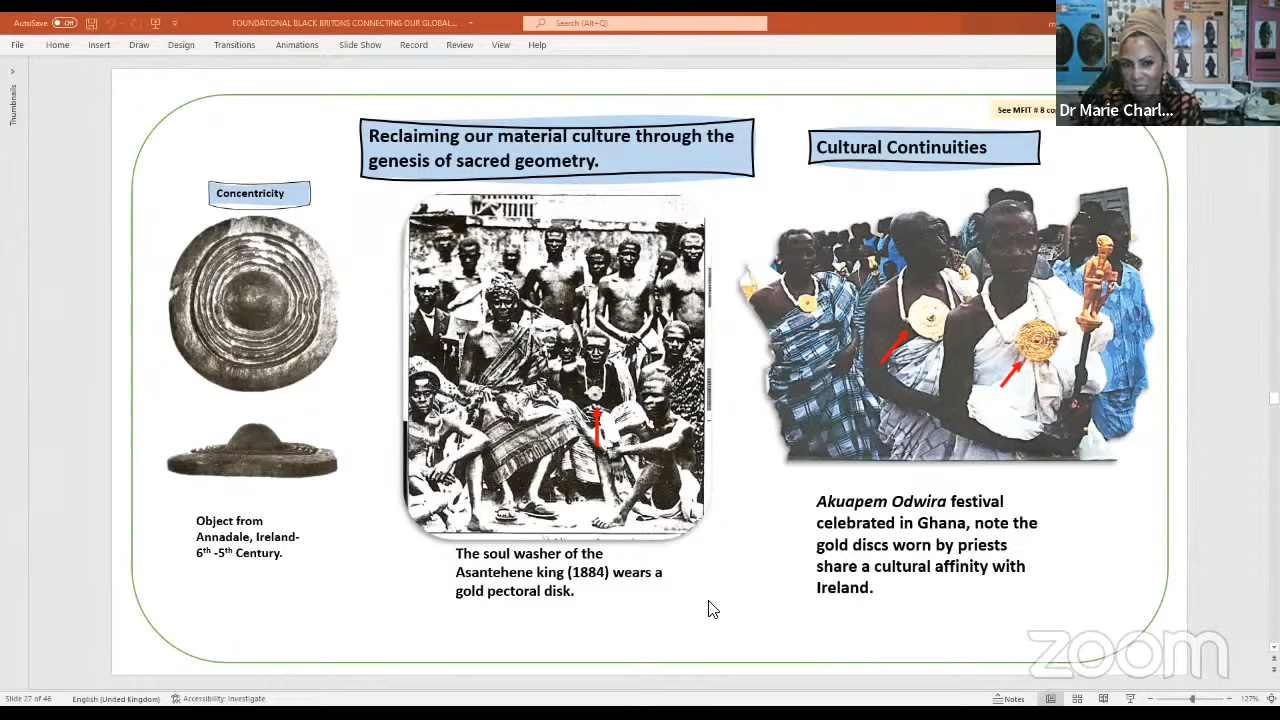 AutoSave
Off
FOUNDATIONAL BLACK BRITONS CONNECTING OUR GLOBAL...
Search (Alt+Q)
File Home Insert Draw Design Transitions Animations Slide Show Record Review View Help
Thumbnails
See MFIT # 8
Dr Marie Charl...
Reclaiming our material culture through the
genesis of sacred geometry.
Cultural Continuities
Concentricity
Object from
Annadale, Ireland-
6th -5th Century.
The soul washer of the
Asantehene king (1884) wears a
gold pectoral disk.
Akuapem Odwira festival
celebrated in Ghana, note the
gold discs worn by priests
share a cultural affinity with
Ireland.
zoom
Slide 27 of 46 English (United Kingdom) Accessibility: Investigate Notes 127%